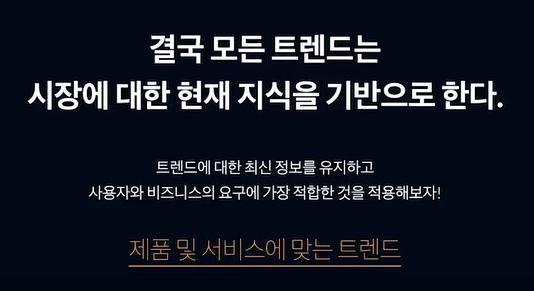 결국 모든 트렌드는
시장에 대한 현재 지식을 기반으로 한다.
트렌드에 대한 최신 정보를 유지하고
사용자와 비즈니스의 요구에 가장 적합한 것을 적용해보자!
제품 및 서비스에 맞는 트렌드